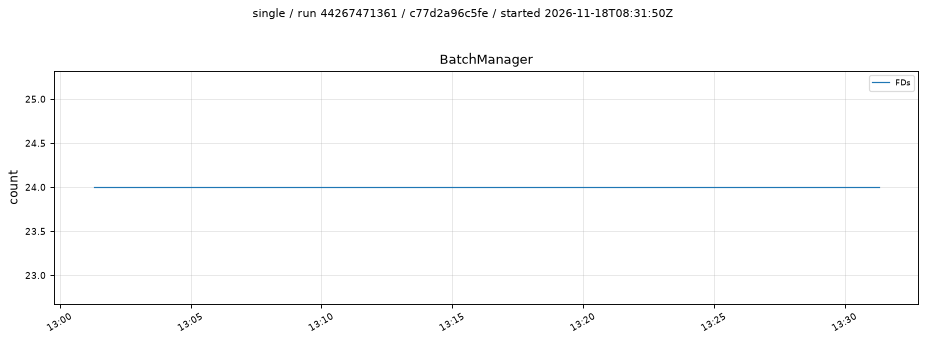 single / run 44267471361 / c77d2a96c5fe / started 2026-11-18T08:31:50Z
BatchManager
FDs
25.0
24.5
24.0
23.5
23.0
count
13:00 13:05 13:10 13:15 13:20 13:25 13:30